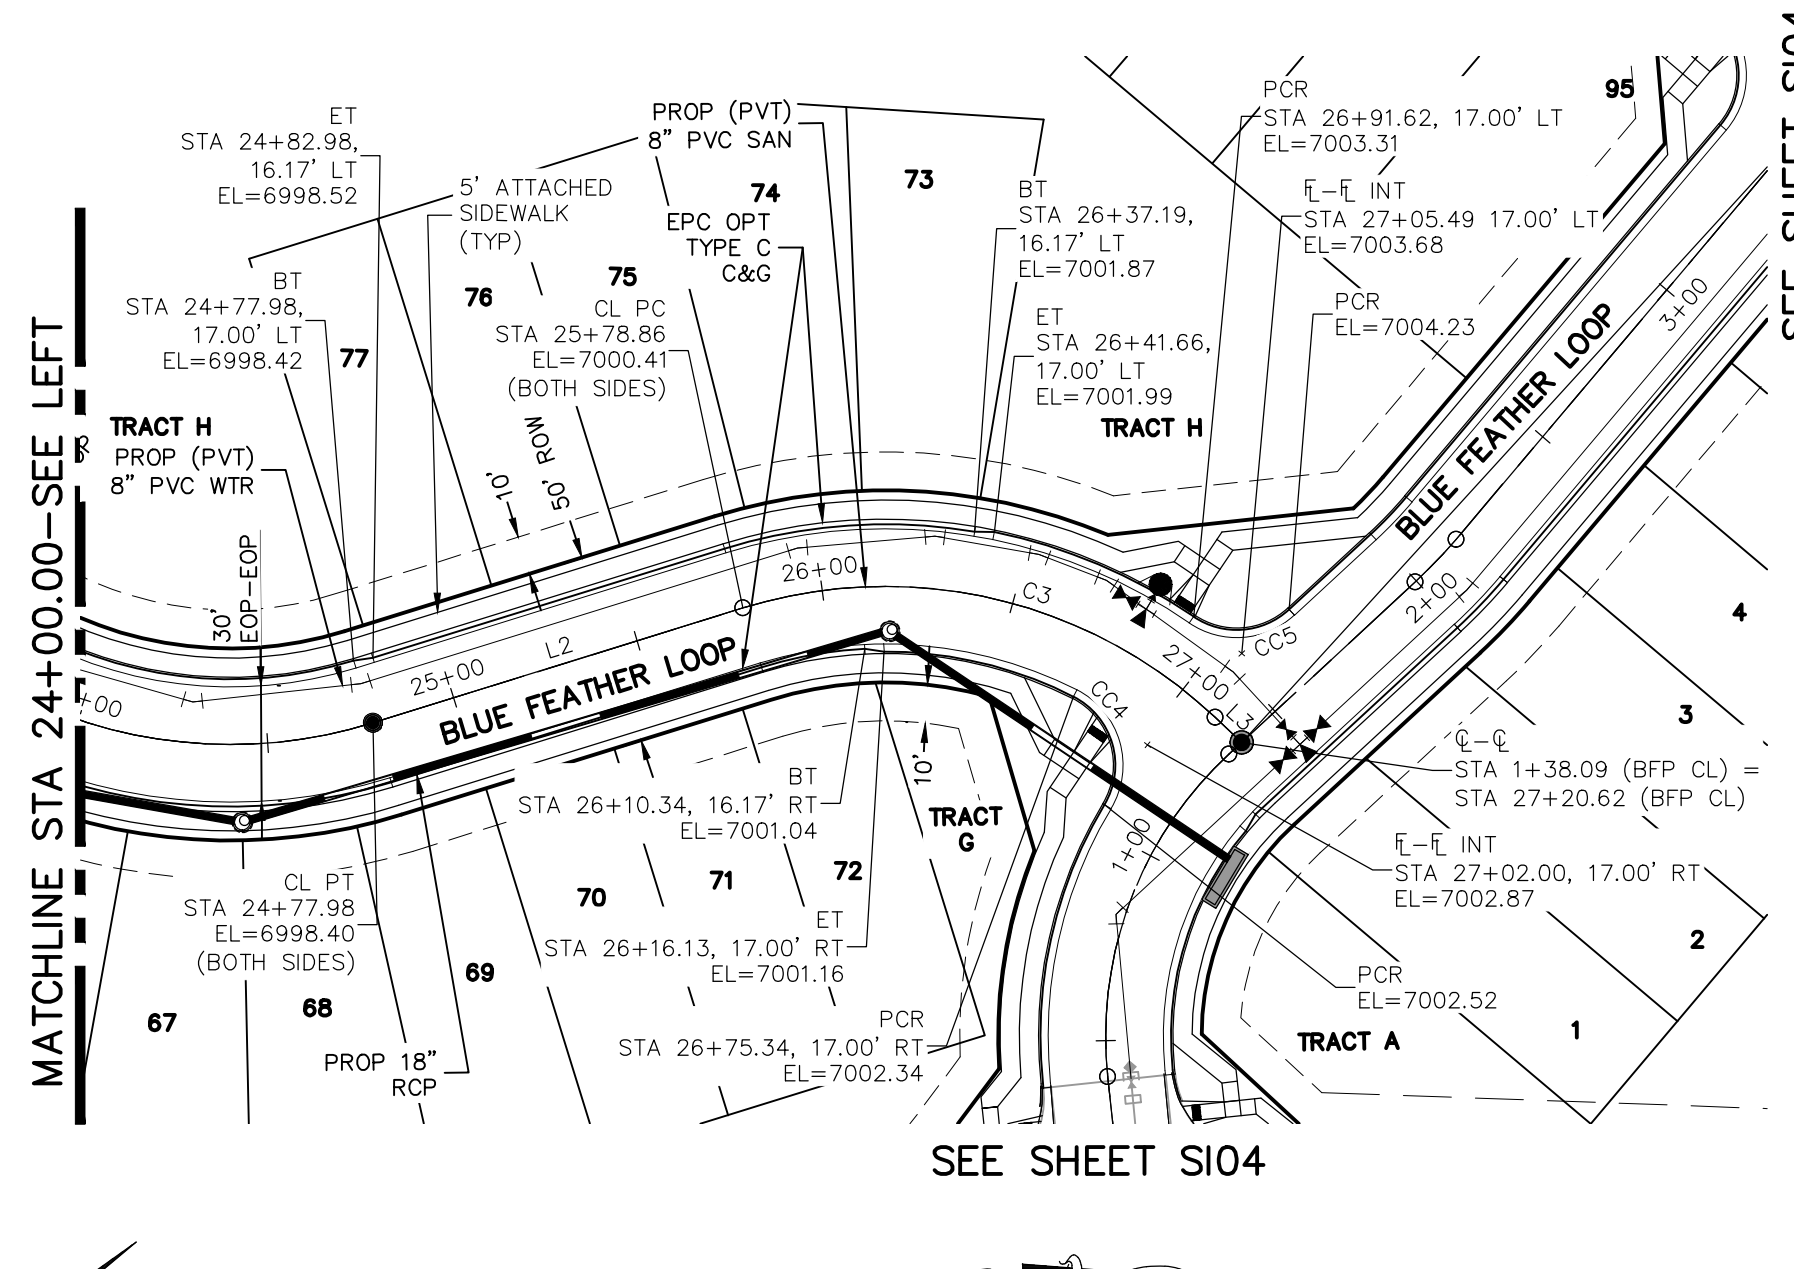 SEE SHEET SI04
MATCHLINE STA 24+00.00-SEE LEFT
ET
STA 24+82.98,
16.17' LT
EL=6998.52
BT
STA 24+77.98,
17.00' LT
EL=6998.42
77
TRACT H
PROP (PVT)
8" PVC WTR
30'
EOP-EOP
5' ATTACHED
SIDEWALK
(TYP)
76
75
CL PC
STA 25+78.86
EL=7000.41
(BOTH SIDES)
10'
50' ROW
PROP (PVT)
8" PVC SAN
74
EPC OPT
TYPE C
C&G
73
BT
STA 26+37.19,
16.17' LT
EL=7001.87
ET
STA 26+41.66,
17.00' LT
EL=7001.99
TRACT H
PCR
STA 26+91.62, 17.00' LT
EL=7003.31
95
℄-℄ INT
STA 27+05.49 17.00' LT
EL=7003.68
PCR
EL=7004.23
3+00
BLUE FEATHER LOOP
2+00
+00
25+00
L2
BLUE FEATHER LOOP
26+00
C3
27+00
CC5
CC4
L3
1+00
4
3
℄-℄
STA 1+38.09 (BFP CL) =
STA 27+20.62 (BFP CL)
℄-℄ INT
STA 27+02.00, 17.00' RT
EL=7002.87
2
PCR
EL=7002.52
1
TRACT A
BT
STA 26+10.34, 16.17' RT
EL=7001.04
10'
TRACT
G
70
71
72
ET
STA 26+16.13, 17.00' RT
EL=7001.16
CL PT
STA 24+77.98
EL=6998.40
(BOTH SIDES)
69
67
68
PCR
STA 26+75.34, 17.00' RT
EL=7002.34
PROP 18"
RCP
SEE SHEET SI04